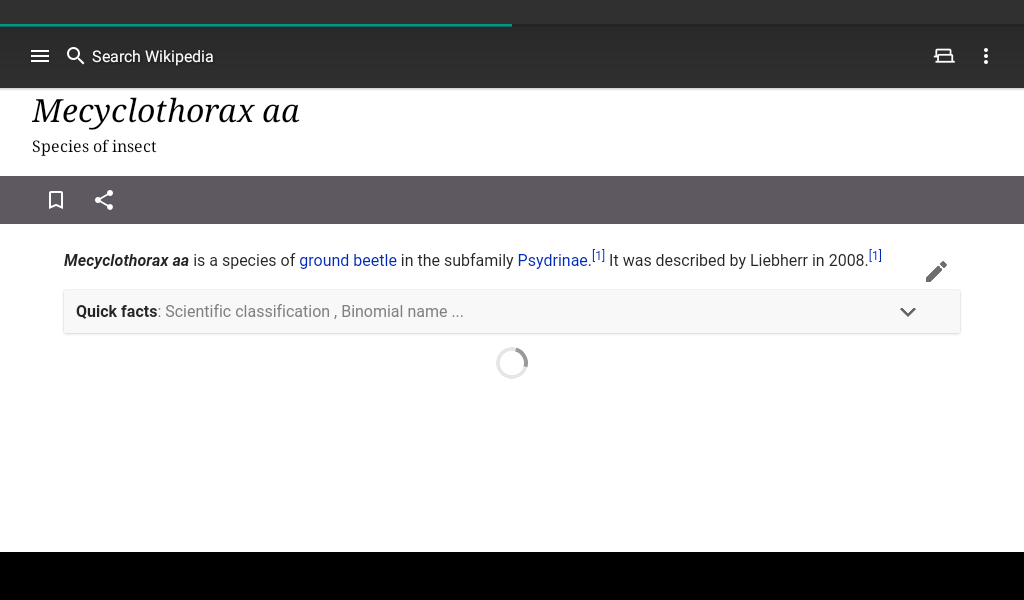 Search Wikipedia
Mecyclothorax aa
Species of insect
Mecyclothorax aa is a species of ground beetle in the subfamily Psydrinae.[1] It was described by Liebherr in 2008.[1]
Quick facts: Scientific classification , Binomial name ...